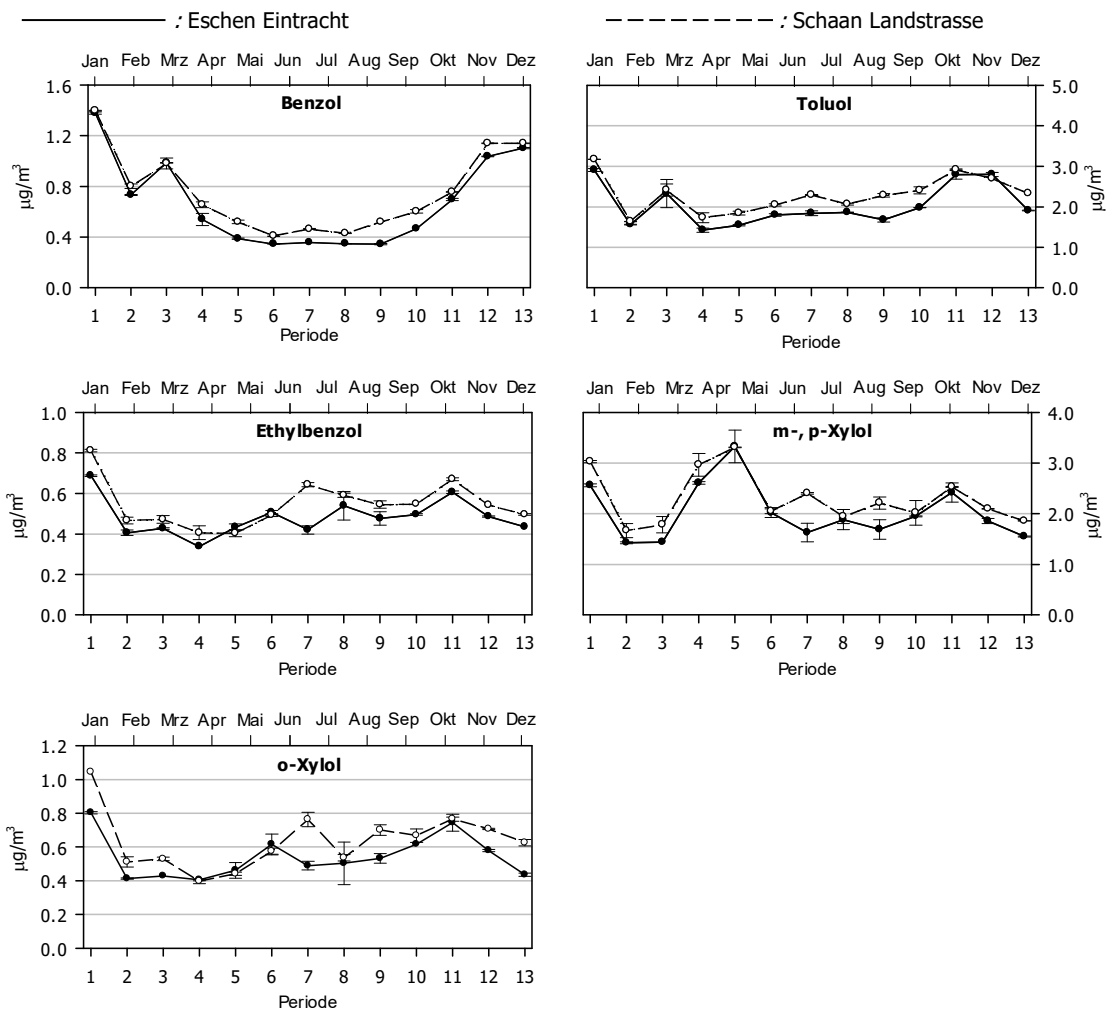 : Eschen Eintracht
: Schaan Landstrasse
Jan Feb Mrz Apr Mai Jun Jul Aug Sep Okt Nov Dez
Benzol
µg/m³
1.6
1.2
0.8
0.4
0.0
1 2 3 4 5 6 7 8 9 10 11 12 13
Periode
Jan Feb Mrz Apr Mai Jun Jul Aug Sep Okt Nov Dez
Toluol
5.0
4.0
3.0
2.0
1.0
0.0
µg/m³
1 2 3 4 5 6 7 8 9 10 11 12 13
Periode
Jan Feb Mrz Apr Mai Jun Jul Aug Sep Okt Nov Dez
Ethylbenzol
µg/m³
1.0
0.8
0.6
0.4
0.2
0.0
1 2 3 4 5 6 7 8 9 10 11 12 13
Periode
Jan Feb Mrz Apr Mai Jun Jul Aug Sep Okt Nov Dez
m-, p-Xylol
4.0
3.0
2.0
1.0
0.0
µg/m³
1 2 3 4 5 6 7 8 9 10 11 12 13
Periode
Jan Feb Mrz Apr Mai Jun Jul Aug Sep Okt Nov Dez
o-Xylol
µg/m³
1.2
1.0
0.8
0.6
0.4
0.2
0.0
1 2 3 4 5 6 7 8 9 10 11 12 13
Periode